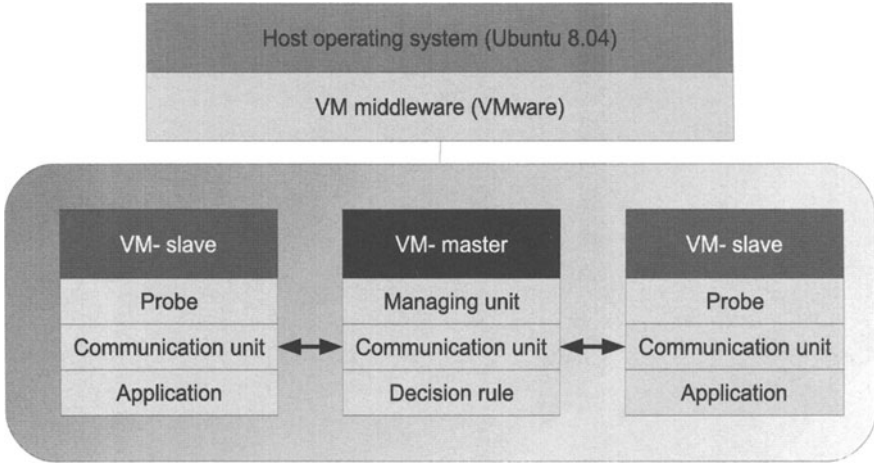 Host operating system (Ubuntu 8.04)
VM middleware (VMware)
VM- slave
Probe
Communication unit
Application
VM- master
Managing unit
Communication unit
Decision rule
VM- slave
Probe
Communication unit
Application